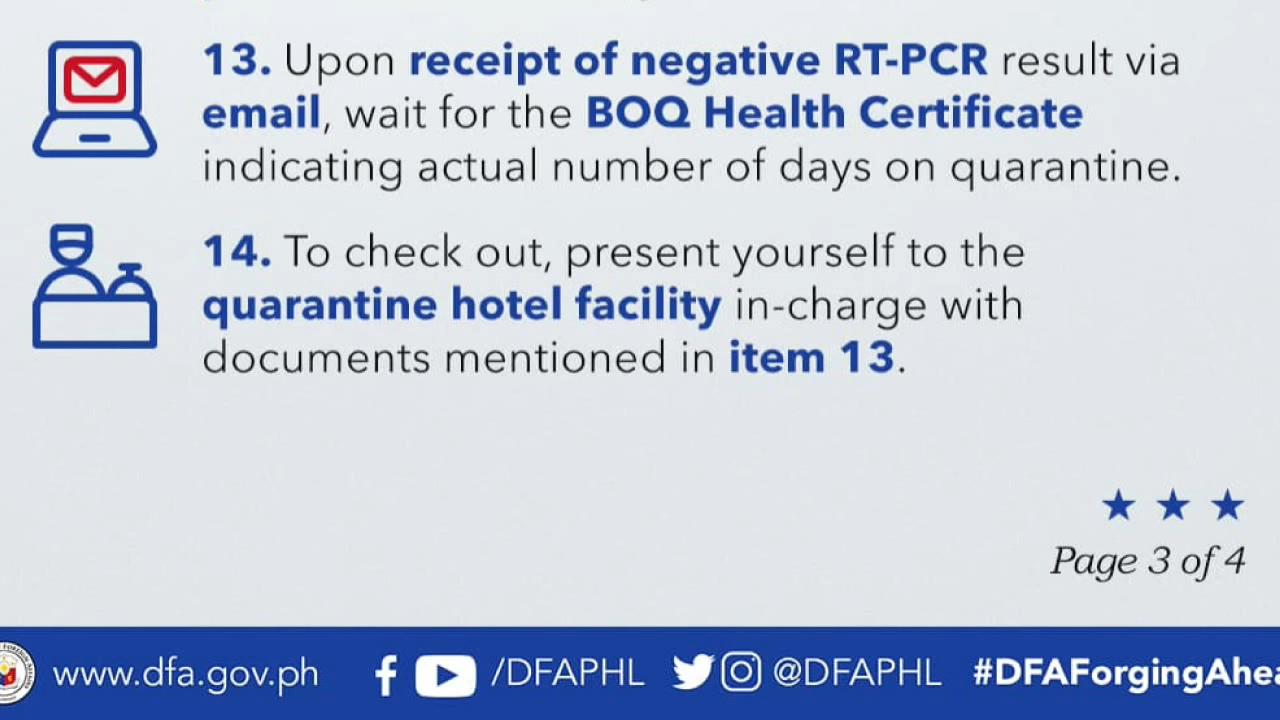 13. Upon receipt of negative RT-PCR result via
email, wait for the BOQ Health Certificate
indicating actual number of days on quarantine.
14. To check out, present yourself to the
quarantine hotel facility in-charge with
documents mentioned in item 13.
Page 3 of 4
www.dfa.gov.ph /DFAPHL @DFAPHL #DFAForgingAhea